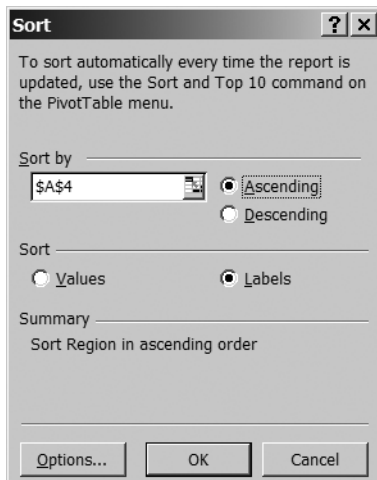 Sort
To sort automatically every time the report is
updated, use the Sort and Top 10 command on
the PivotTable menu.
Sort by
$A$4
Ascending
Descending
Sort
Values
Labels
Summary
Sort Region in ascending order
Options...
OK
Cancel